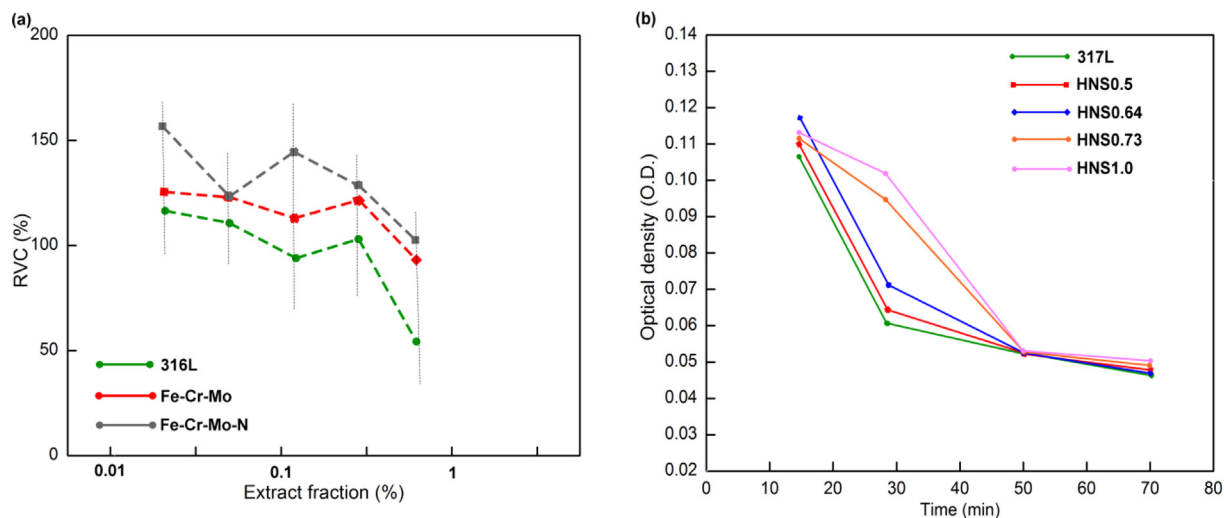 (a)
200
150
100
50
0
RVC (%)
316L
Fe-Cr-Mo
Fe-Cr-Mo-N
0.01 0.1 1
Extract fraction (%)
(b)
0.14
0.13
0.12
0.11
0.10
0.09
0.08
0.07
0.06
0.05
0.04
0.03
0.02
Optical density (O.D.)
317L
HNS0.5
HNS0.64
HNS0.73
HNS1.0
0 10 20 30 40 50 60 70 80
Time (min)